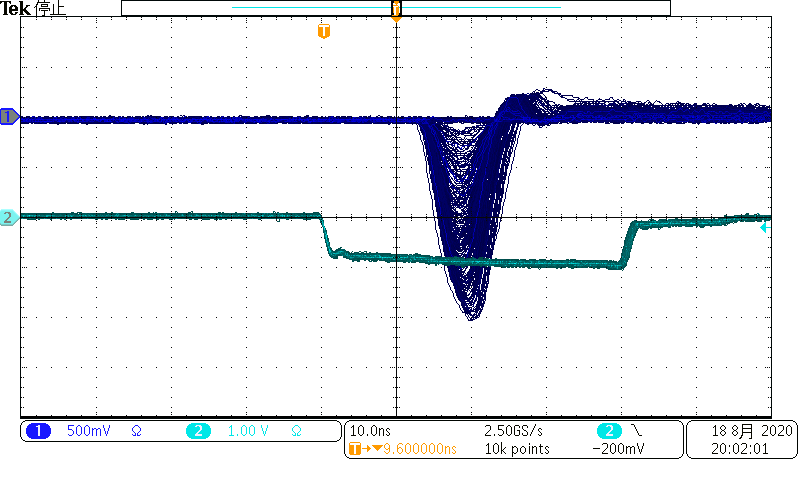 Tek 停止
T
T
1
2
1 500mV Ω 2 1.00 V Ω
10.0ns 2.50GS/s 2
T→▼9.600000ns 10k points −200mV
18 8月 2020
20:02:01